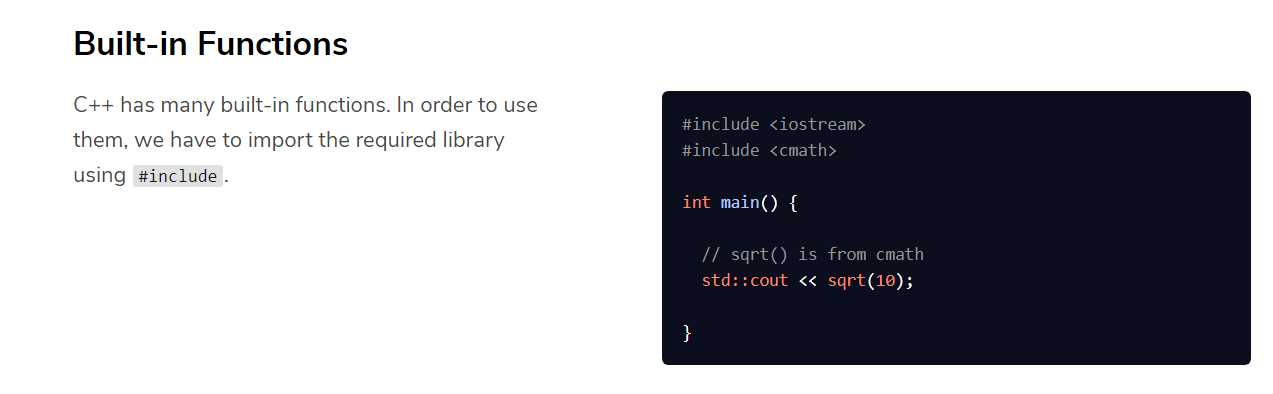 Built-in Functions
C++ has many built-in functions. In order to use
them, we have to import the required library
using #include.
#include <iostream>
#include <cmath>
int main() {
// sqrt() is from cmath
std::cout << sqrt(10);
}